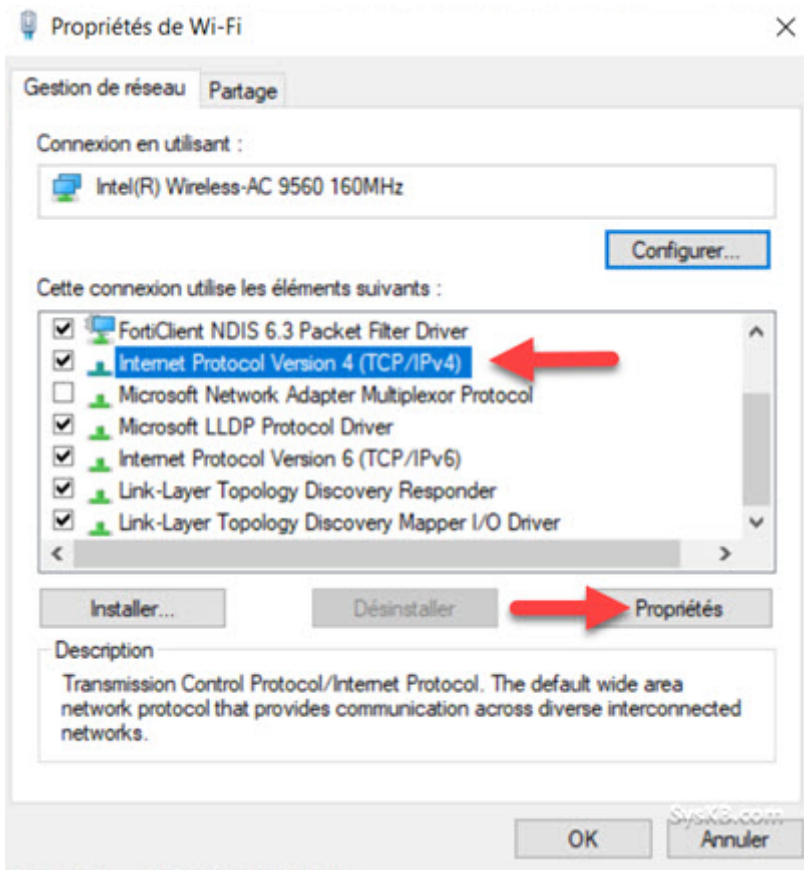 Propriétés de Wi-Fi
Gestion de réseau Partage
Connexion en utilisant :
Intel(R) Wireless-AC 9560 160MHz
Configurer...
Cette connexion utilise les éléments suivants :
FortiClient NDIS 6.3 Packet Filter Driver
Internet Protocol Version 4 (TCP/IPv4)
Microsoft Network Adapter Multiplexor Protocol
Microsoft LLDP Protocol Driver
Internet Protocol Version 6 (TCP/IPv6)
Link-Layer Topology Discovery Responder
Link-Layer Topology Discovery Mapper I/O Driver
Installer... Désinstaller Propriétés
Description
Transmission Control Protocol/Internet Protocol. The default wide area
network protocol that provides communication across diverse interconnected
networks.
SysKB.com
OK Annuler